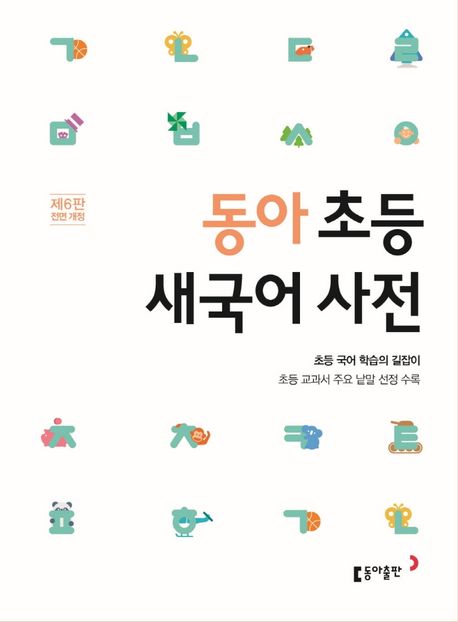 ㄱ ㄴ ㄷ ㄹ
ㅁ ㅂ ㅅ ㅇ
제6판
전면 개정
동아 초등
새국어 사전
초등 국어 학습의 길잡이
초등 교과서 주요 낱말 선정 수록
ㅈ ㅊ ㅋ ㅌ
ㅍ ㅎ ㄱ ㄴ
동아출판